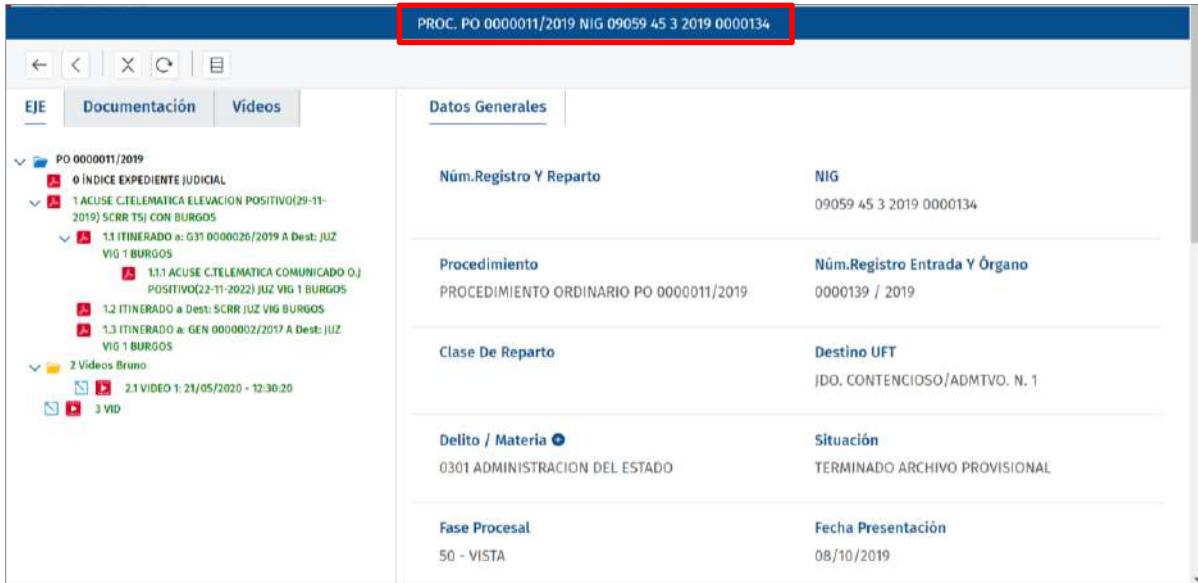 PROC. PO 0000011/2019 NIG 09059 45 3 2019 0000134
EJE
Documentación
Vídeos
PO 0000011/2019
0 ÍNDICE EXPEDIENTE JUDICIAL
1 ACUSE C.TELEMATICA ELEVACION POSITIVO(29-11-
2019) SCRR TSJ CON BURGOS
1.1 ITINERADO a: G31 0000026/2019 A Dest: JUZ
VIG 1 BURGOS
1.1.1 ACUSE C.TELEMATICA COMUNICADO O.J
POSITIVO(22-11-2022) JUZ VIG 1 BURGOS
1.2 ITINERADO a Dest: SCRR JUZ VIG BURGOS
1.3 ITINERADO a: GEN 0000002/2017 A Dest: JUZ
VIG 1 BURGOS
2 Videos Bruno
2.1 VIDEO 1: 21/05/2020 - 12:30:20
3 VID
Datos Generales
Núm.Registro Y Reparto
NIG
09059 45 3 2019 0000134
Procedimiento
Núm.Registro Entrada Y Órgano
PROCEDIMIENTO ORDINARIO PO 0000011/2019
0000139 / 2019
Clase De Reparto
Destino UFT
JDO. CONTENCIOSO/ADMTVO. N. 1
Delito / Materia
Situación
0301 ADMINISTRACION DEL ESTADO
TERMINADO ARCHIVO PROVISIONAL
Fase Procesal
Fecha Presentación
50 - VISTA
08/10/2019